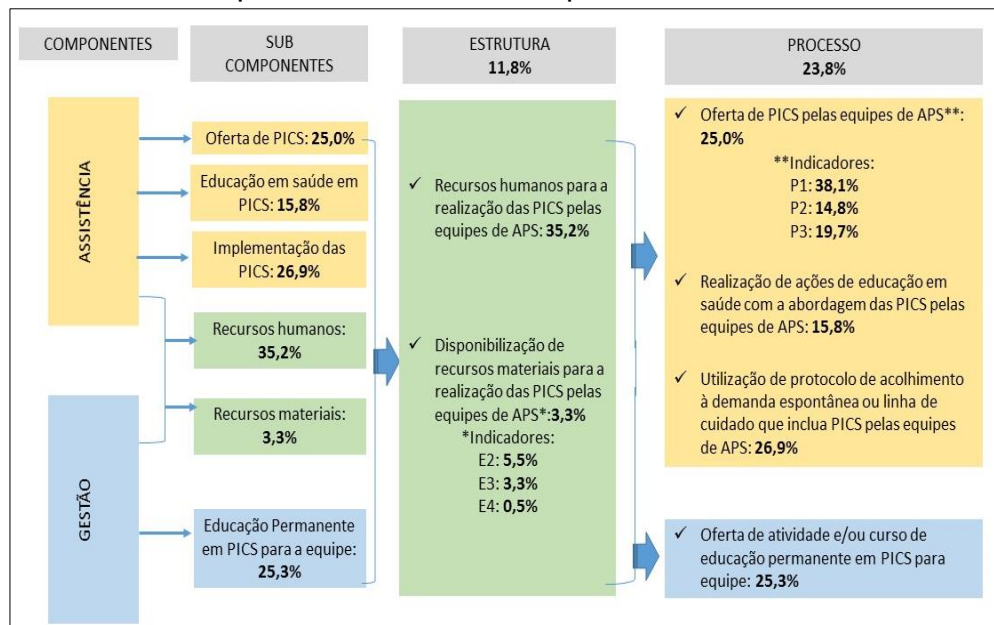 COMPONENTES
SUB
COMPONENTES
ESTRUTURA
11,8%
PROCESSO
23,8%
ASSISTÊNCIA
GESTÃO
Oferta de PICS: 25,0%
Educação em saúde em
PICS: 15,8%
Implementação das
PICS: 26,9%
Recursos humanos:
35,2%
Recursos materiais:
3,3%
Educação Permanente
em PICS para a equipe:
25,3%
✓ Recursos humanos para a
realização das PICS pelas
equipes de APS: 35,2%
✓ Disponibilização de
recursos materiais para a
realização das PICS pelas
equipes de APS*:3,3%
*Indicadores:
E2: 5,5%
E3: 3,3%
E4: 0,5%
✓ Oferta de PICS pelas equipes de APS**:
25,0%
**Indicadores:
P1: 38,1%
P2: 14,8%
P3: 19,7%
✓ Realização de ações de educação em
saúde com a abordagem das PICS pelas
equipes de APS: 15,8%
✓ Utilização de protocolo de acolhimento
à demanda espontânea ou linha de
cuidado que inclua PICS pelas equipes
de APS: 26,9%
✓ Oferta de atividade e/ou curso de
educação permanente em PICS para
equipe: 25,3%